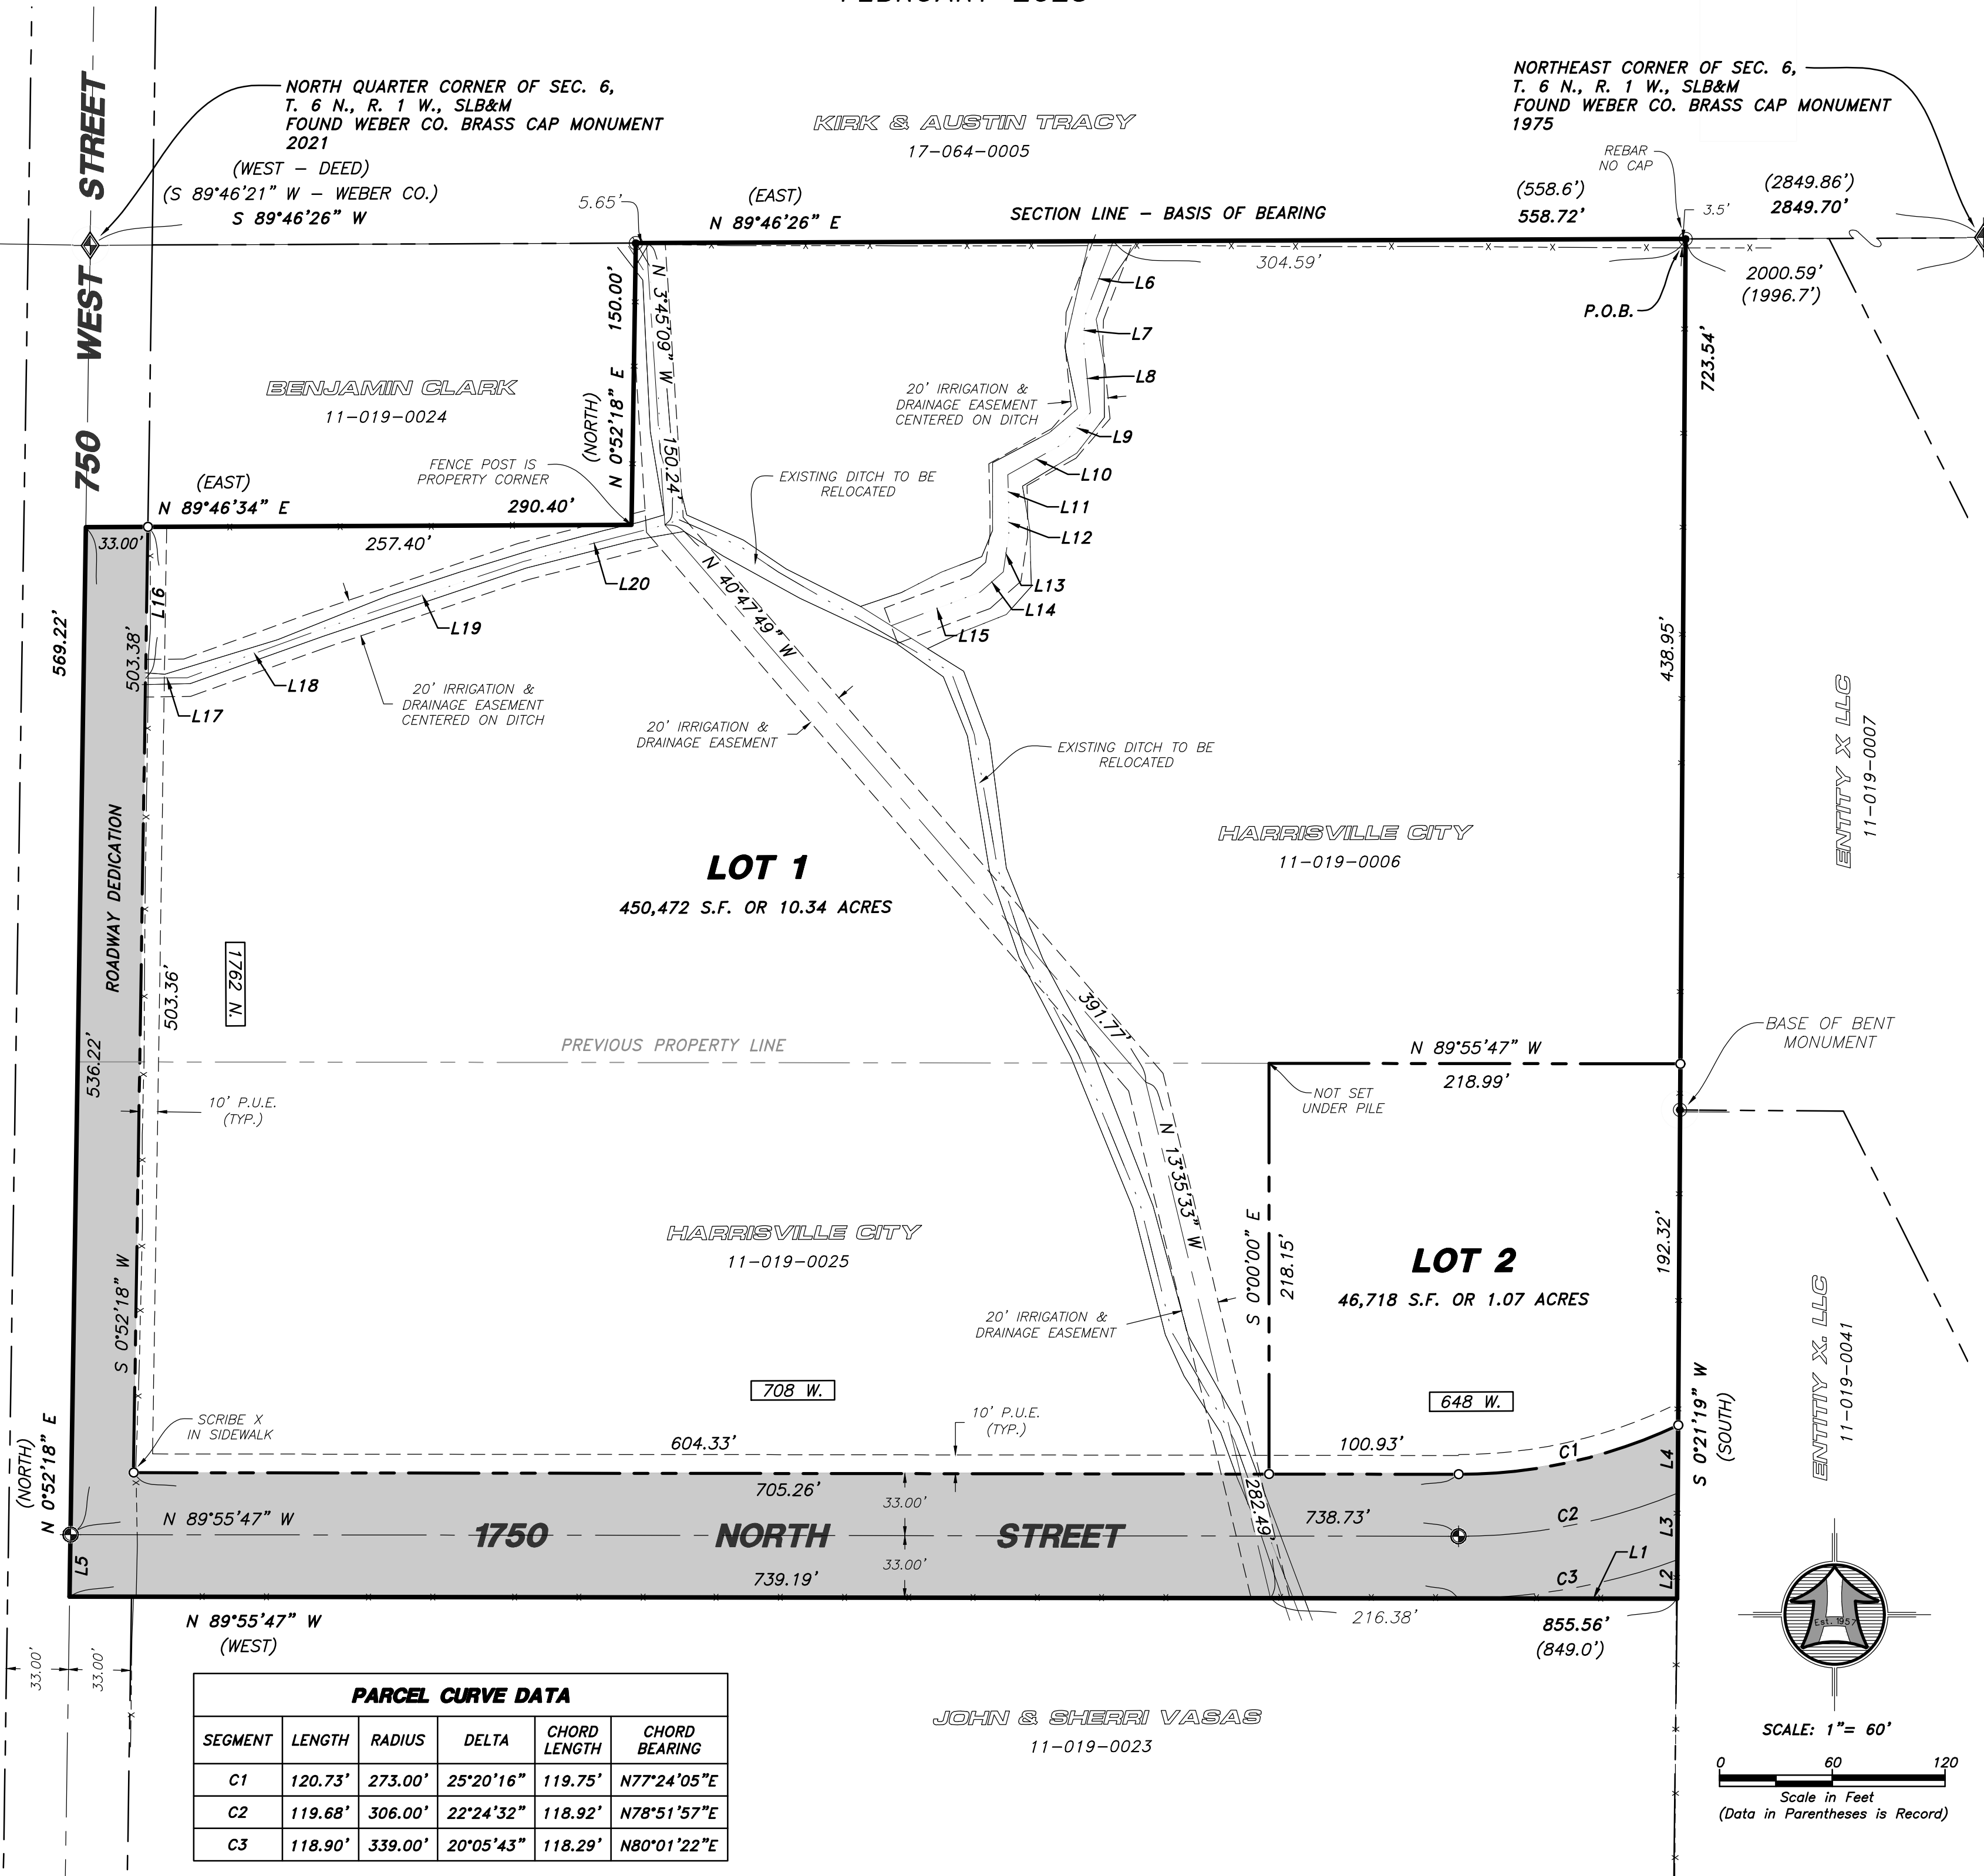 NORTH QUARTER CORNER OF SEC. 6,
T. 6 N., R. 1 W., SLB&M
FOUND WEBER CO. BRASS CAP MONUMENT
2021
(WEST – DEED)
(S 89°46'21" W – WEBER CO.)
S 89°46'26" W
KIRK & AUSTIN TRACY
17-064-0005
NORTHEAST CORNER OF SEC. 6,
T. 6 N., R. 1 W., SLB&M
FOUND WEBER CO. BRASS CAP MONUMENT
1975
REBAR
NO CAP
5.65'
(EAST)
N 89°46'26" E
SECTION LINE – BASIS OF BEARING
(558.6')
558.72'
3.5'
(2849.86')
2849.70'
304.59'
2000.59'
(1996.7')
P.O.B.
750 WEST STREET
BENJAMIN CLARK
11-019-0024
(NORTH)
N 0°52'18" E 150.00'
N 3°45'09" W
150.24'
20' IRRIGATION &
DRAINAGE EASEMENT
CENTERED ON DITCH
L6
L7
L8
L9
L10
L11
L12
L13
L14
L15
723.54'
FENCE POST IS
PROPERTY CORNER
EXISTING DITCH TO BE
RELOCATED
(EAST)
N 89°46'34" E
290.40'
33.00'
257.40'
L16
L17
L18
L19
L20
569.22'
503.38'
N 40°47'49" W
438.95'
20' IRRIGATION &
DRAINAGE EASEMENT
CENTERED ON DITCH
20' IRRIGATION &
DRAINAGE EASEMENT
EXISTING DITCH TO BE
RELOCATED
ENTITY X LLC
11-019-0007
ROADWAY DEDICATION
LOT 1
450,472 S.F. OR 10.34 ACRES
HARRISVILLE CITY
11-019-0006
1762 N.
503.36'
536.22'
PREVIOUS PROPERTY LINE
391.77'
N 89°55'47" W
218.99'
BASE OF BENT
MONUMENT
NOT SET
UNDER PILE
10' P.U.E.
(TYP.)
N 13°35'33" W
HARRISVILLE CITY
11-019-0025
S 0°00'00" E
218.15'
192.32'
LOT 2
46,718 S.F. OR 1.07 ACRES
S 0°52'18" W
20' IRRIGATION &
DRAINAGE EASEMENT
708 W.
648 W.
ENTITIY X. LLC
11-019-0041
S 0°21'19" W
(SOUTH)
SCRIBE X
IN SIDEWALK
10' P.U.E.
(TYP.)
604.33'
100.93'
C1
L4
(NORTH)
N 0°52'18" E
705.26'
33.00'
282.49'
738.73'
C2
L3
N 89°55'47" W
1750 NORTH STREET
33.00'
L5
739.19'
C3
L1
L2
N 89°55'47" W
(WEST)
216.38'
855.56'
(849.0')
33.00'
33.00'
Est. 1957
PARCEL CURVE DATA
SEGMENT LENGTH RADIUS DELTA CHORD LENGTH CHORD BEARING
C1 120.73' 273.00' 25°20'16" 119.75' N77°24'05"E
C2 119.68' 306.00' 22°24'32" 118.92' N78°51'57"E
C3 118.90' 339.00' 20°05'43" 118.29' N80°01'22"E
JOHN & SHERRI VASAS
11-019-0023
SCALE: 1"= 60'
0 60 120
Scale in Feet
(Data in Parentheses is Record)